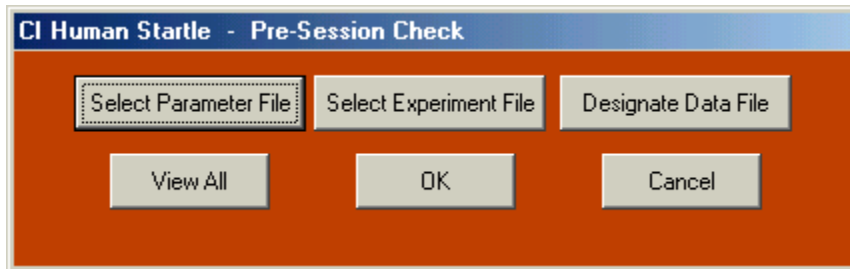 CI Human Startle - Pre-Session Check
Select Parameter File
Select Experiment File
Designate Data File
View All
OK
Cancel